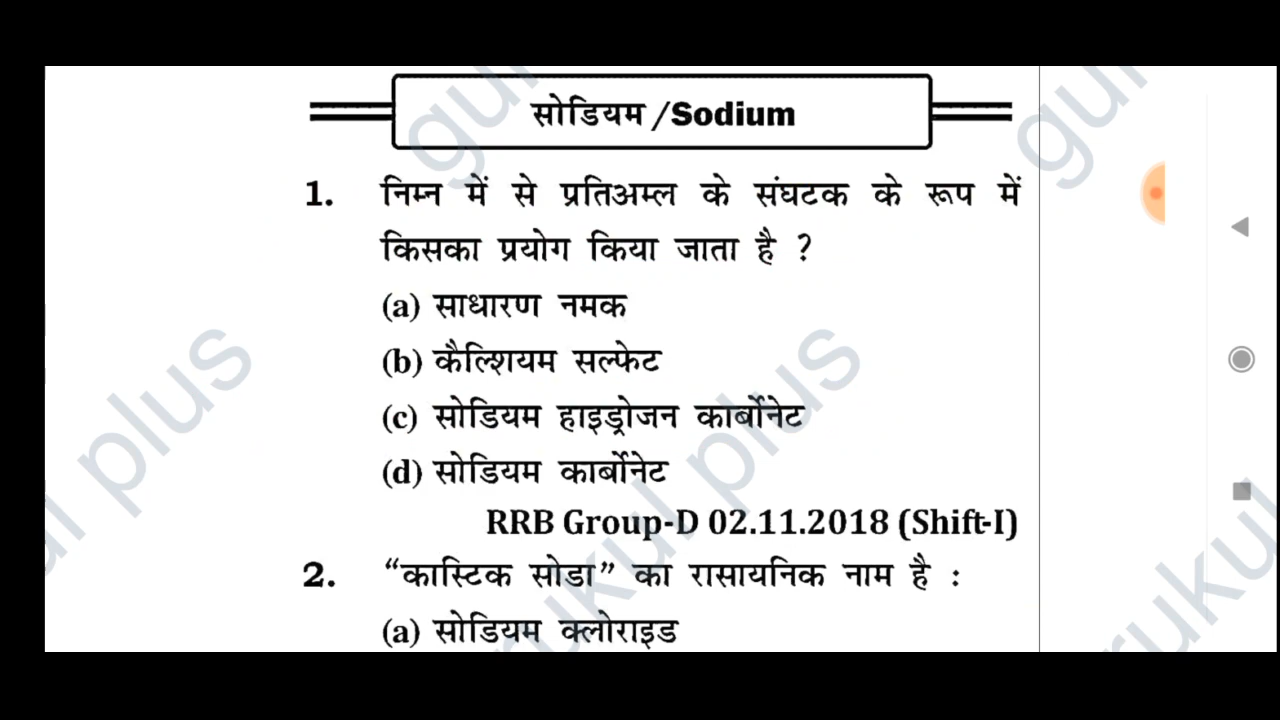 सोडियम /Sodium
1. निम्न में से प्रतिअम्ल के संघटक के रूप में
किसका प्रयोग किया जाता है ?
(a) साधारण नमक
(b) कैल्शियम सल्फेट
(c) सोडियम हाइड्रोजन कार्बोनेट
(d) सोडियम कार्बोनेट
RRB Group-D 02.11.2018 (Shift-I)
2. “कास्टिक सोडा” का रासायनिक नाम है :
(a) सोडियम क्लोराइड